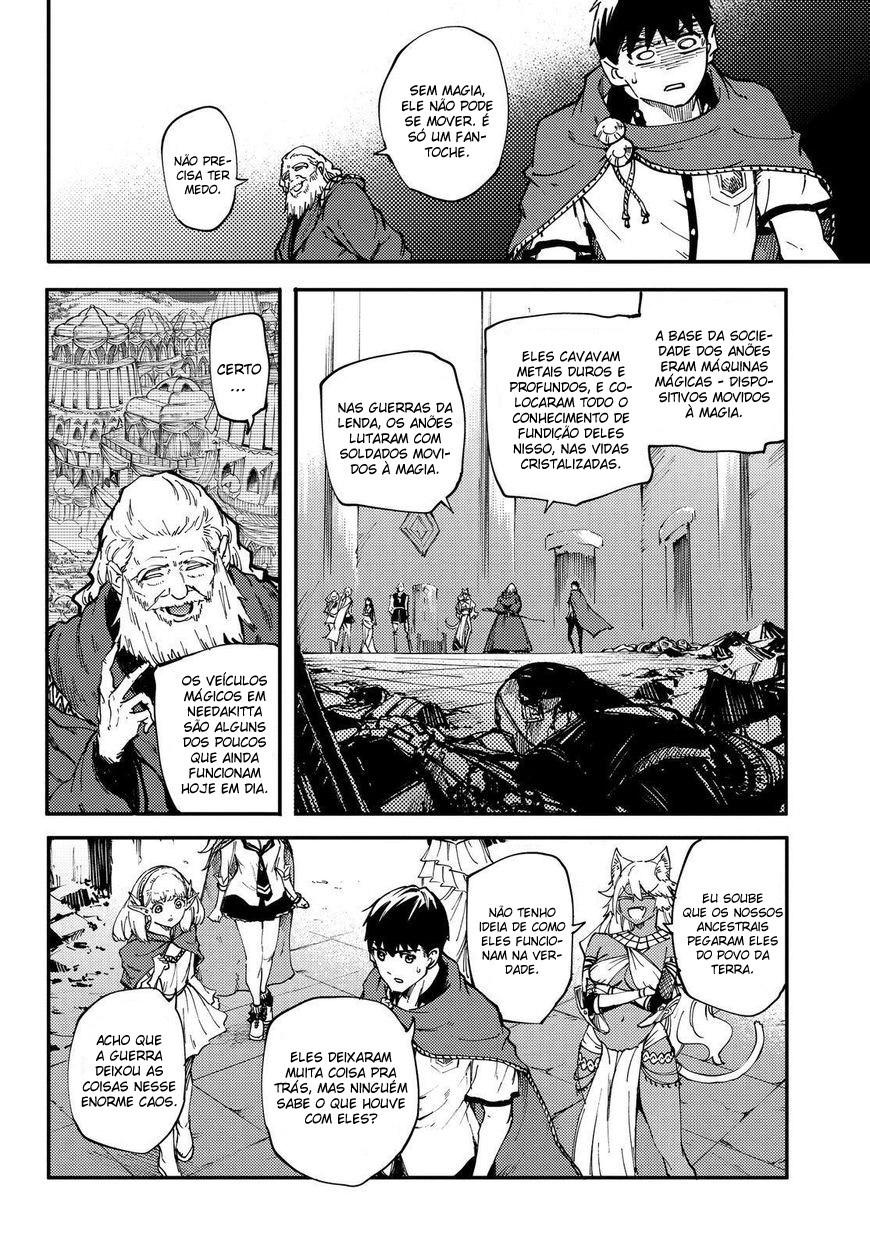 SEM MAGIA,
ELE NÃO PODE
SE MOVER. É
SÓ UM FAN-
TOCHE.
NÃO PRE-
CISA TER
MEDO.
A BASE DA SOCIE-
DADE DOS ANÕES
ERAM MÁQUINAS
MÁGICAS - DISPO-
SITIVOS MOVIDOS
À MAGIA.
ELES CAVAVAM
METAIS DUROS E
PROFUNDOS, E CO-
LOCARAM TODO O
CONHECIMENTO DE
FUNDIÇÃO DELES
NISSO, NAS VIDAS
CRISTALIZADAS.
NAS GUERRAS DA
LENDA, OS ANÕES
LUTARAM COM
SOLDADOS MOVI-
DOS À MAGIA.
CERTO
...
OS VEÍCULOS
MÁGICOS EM
NEEDAKITTA
SÃO ALGUNS
DOS POUCOS
QUE AINDA
FUNCIONAM
HOJE EM DIA.
EU SOUBE
QUE OS NOSSOS
ANCESTRAIS
PEGARAM ELES
DO POVO DA
TERRA.
NÃO TENHO
IDEIA DE COMO
ELES FUNCIO-
NAM NA VER-
DADE.
ELES DEIXARAM
MUITA COISA PRA
TRÁS, MAS NINGUÉM
SABE O QUE HOUVE
COM ELES?
ACHO QUE
A GUERRA
DEIXOU AS
COISAS NESSE
ENORME CAOS.